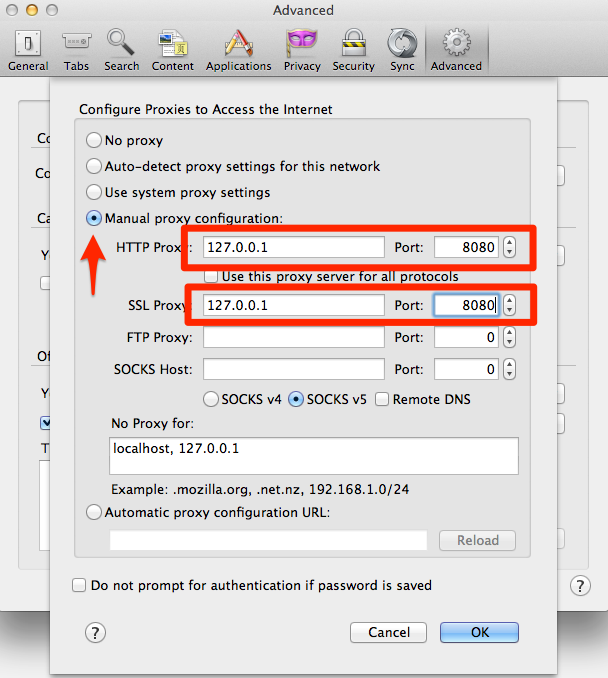 Advanced
General Tabs Search Content Applications Privacy Security Sync Advanced
Configure Proxies to Access the Internet
No proxy
Auto-detect proxy settings for this network
Use system proxy settings
Manual proxy configuration:
HTTP Proxy: 127.0.0.1 Port: 8080
Use this proxy server for all protocols
SSL Proxy: 127.0.0.1 Port: 8080
FTP Proxy: Port: 0
SOCKS Host: Port: 0
SOCKS v4 SOCKS v5 Remote DNS
No Proxy for:
localhost, 127.0.0.1
Example: .mozilla.org, .net.nz, 192.168.1.0/24
Automatic proxy configuration URL:
Reload
Do not prompt for authentication if password is saved
? ?
Cancel OK